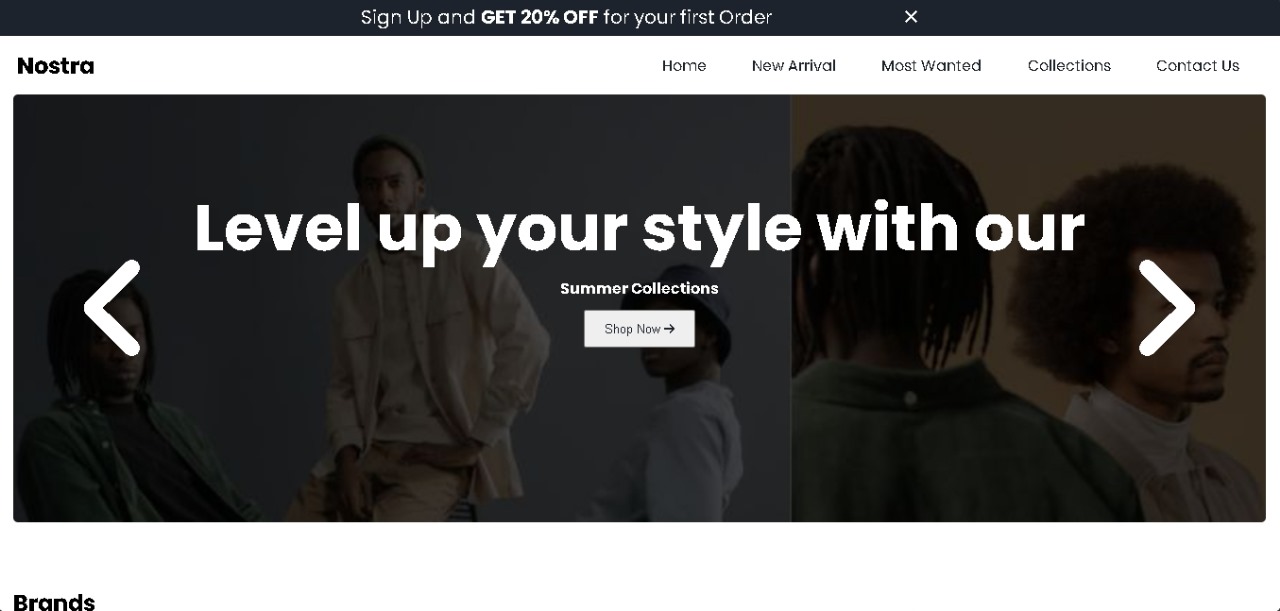 Sign Up and GET 20% OFF for your first Order ✕
Nostra
Home New Arrival Most Wanted Collections Contact Us
Level up your style with our
Summer Collections
Shop Now →
Brands